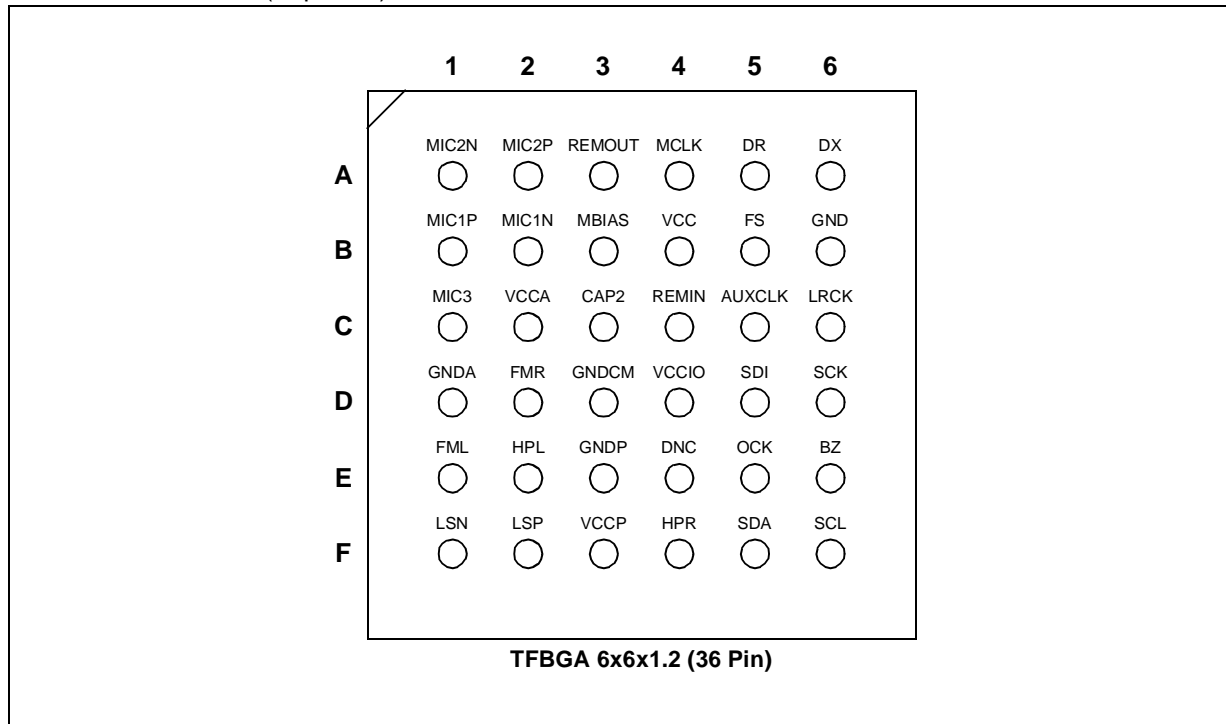 1 2 3 4 5 6
MIC2N MIC2P REMOUT MCLK DR DX
A
MIC1P MIC1N MBIAS VCC FS GND
B
MIC3 VCCA CAP2 REMIN AUXCLK LRCK
C
GNDA FMR GNDCM VCCIO SDI SCK
D
FML HPL GNDP DNC OCK BZ
E
LSN LSP VCCP HPR SDA SCL
F
TFBGA 6x6x1.2 (36 Pin)